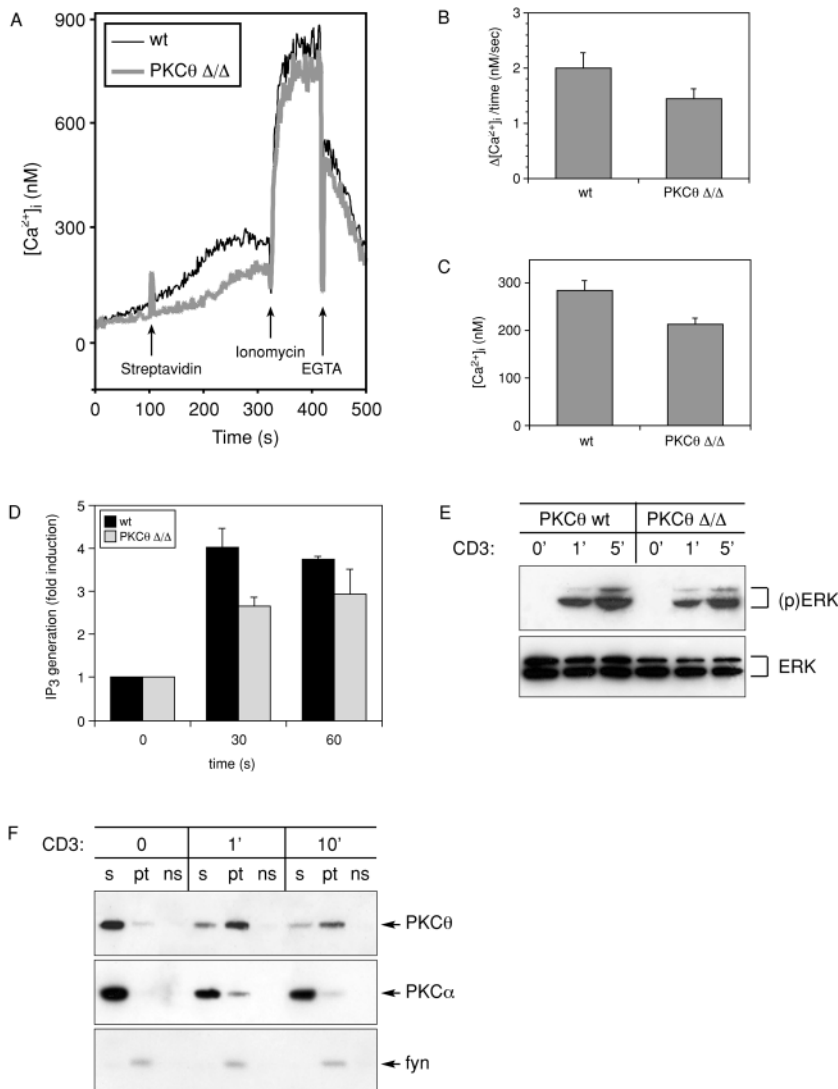 A
900
600
300
0
[Ca²⁺]ᵢ (nM)
wt
PKCθ Δ/Δ
Streptavidin
Ionomycin
EGTA
0 100 200 300 400 500
Time (s)
B
Δ[Ca²⁺]ᵢ /time (nM/sec)
3
2
1
0
wt PKCθ Δ/Δ
C
[Ca²⁺]ᵢ (nM)
300
200
100
0
wt PKCθ Δ/Δ
D
IP₃ generation (fold induction)
5
4
3
2
1
0
wt
PKCθ Δ/Δ
0 30 60
time (s)
E
PKCθ wt PKCθ Δ/Δ
CD3: 0' 1' 5' 0' 1' 5'
(p)ERK
ERK
F
CD3: 0 1' 10'
s pt ns s pt ns s pt ns
PKCθ
PKCα
fyn